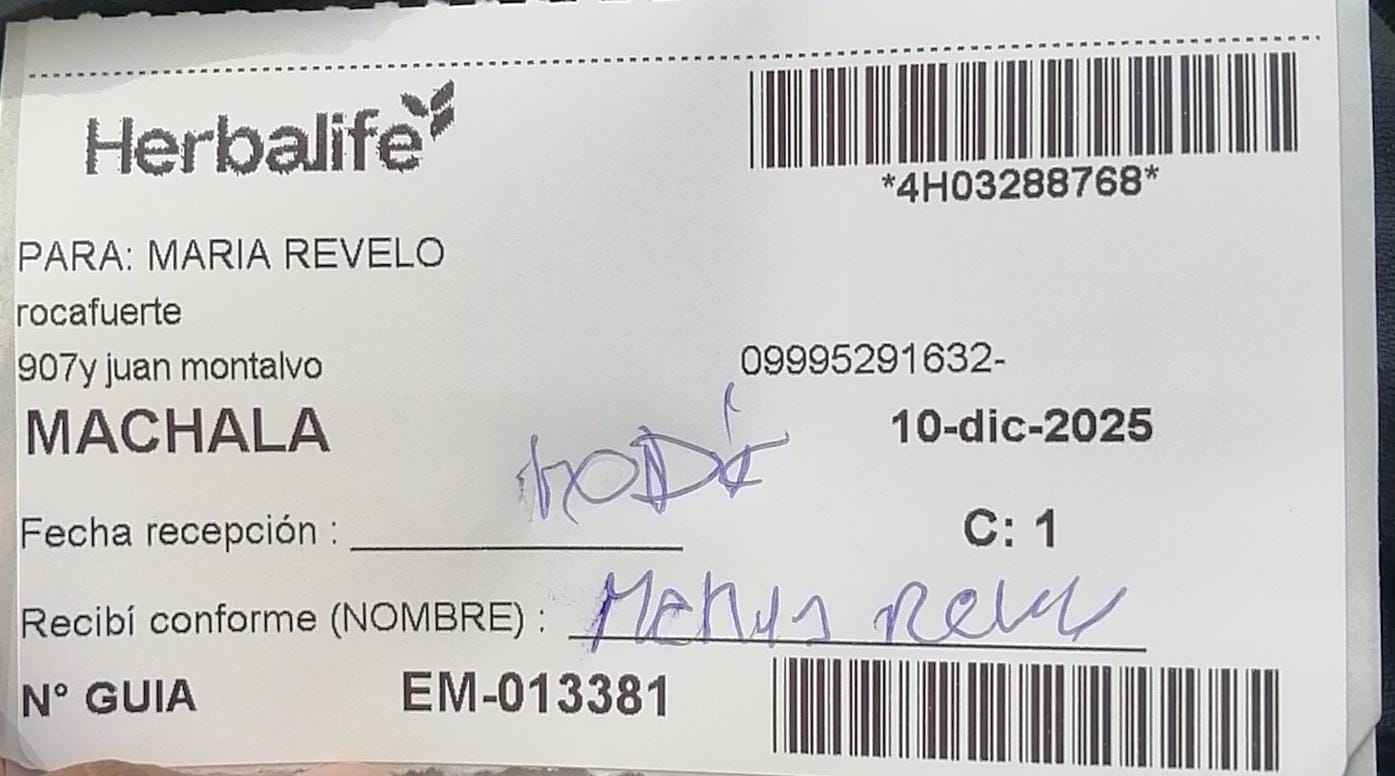 Herbalife
*4H03288768*
PARA: MARIA REVELO
rocafuerte
907y juan montalvo
09995291632-
MACHALA
10-dic-2025
Fecha recepción :
C: 1
Recibí conforme (NOMBRE) :
N° GUIA EM-013381